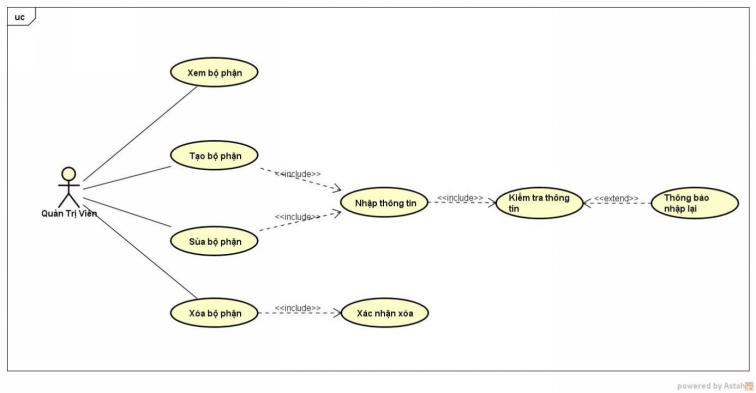 uc
Xem bộ phận
Tạo bộ phận
<<include>>
Quản Trị Viên
Nhập thông tin
<<include>>
Kiểm tra thông
tin
<<extend>>
Thông báo
nhập lại
<<include>>
Sửa bộ phận
Xóa bộ phận
<<include>>
Xác nhận xóa
powered by Astah